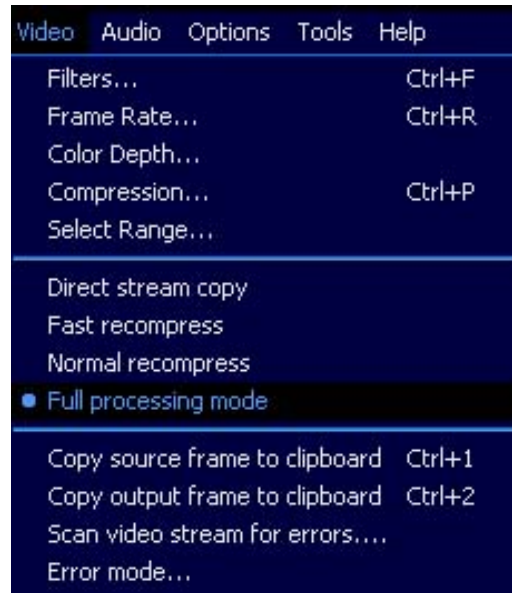 Video Audio Options Tools Help
Filters... Ctrl+F
Frame Rate... Ctrl+R
Color Depth...
Compression... Ctrl+P
Select Range...
Direct stream copy
Fast recompress
Normal recompress
Full processing mode
Copy source frame to clipboard Ctrl+1
Copy output frame to clipboard Ctrl+2
Scan video stream for errors....
Error mode...